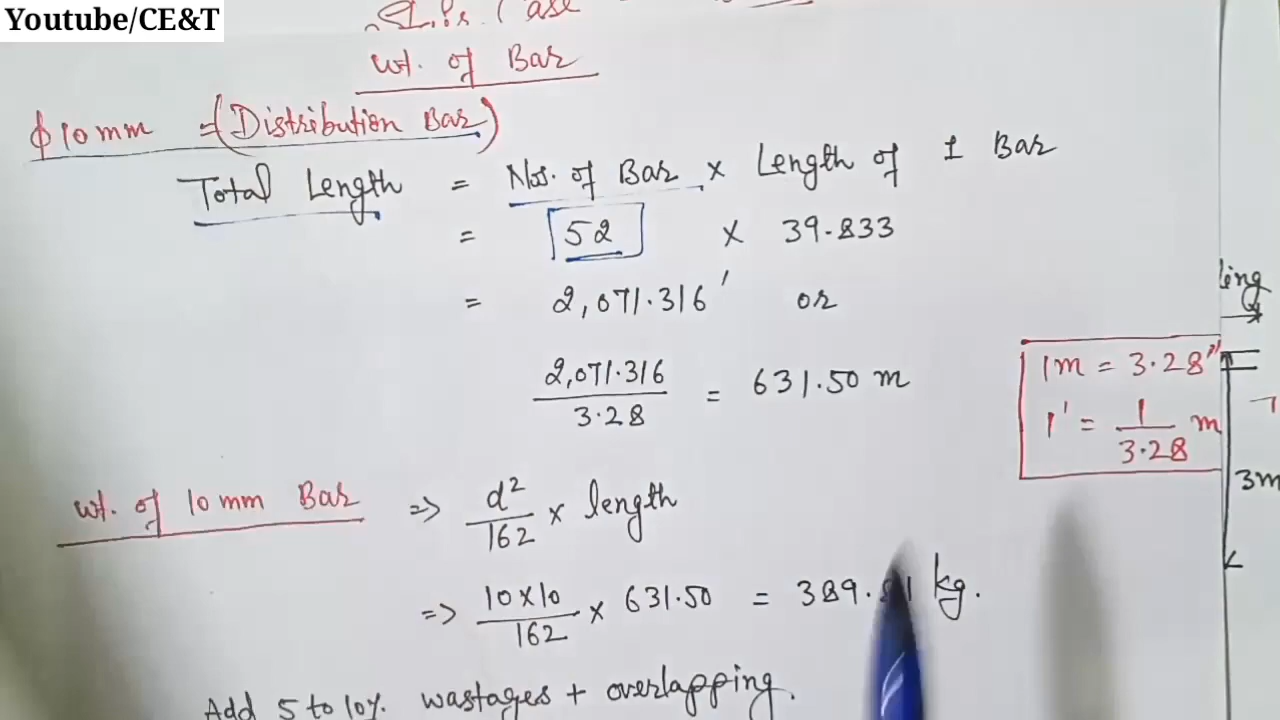 Youtube/CE&T
Case
wt. of Bar
ϕ10mm = (Distribution Bar)
Total Length = Nos. of Bar × Length of 1 Bar
= 52 × 39.833
= 2,071.316' or
2,071.316 / 3.28 = 631.50 m
1m = 3.28"
1' = 1/3.28 m
3m
wt. of 10mm Bar => d²/162 × length
=> 10×10/162 × 631.50 = 389. kg.
Add 5 to 10% wastages + overlapping.